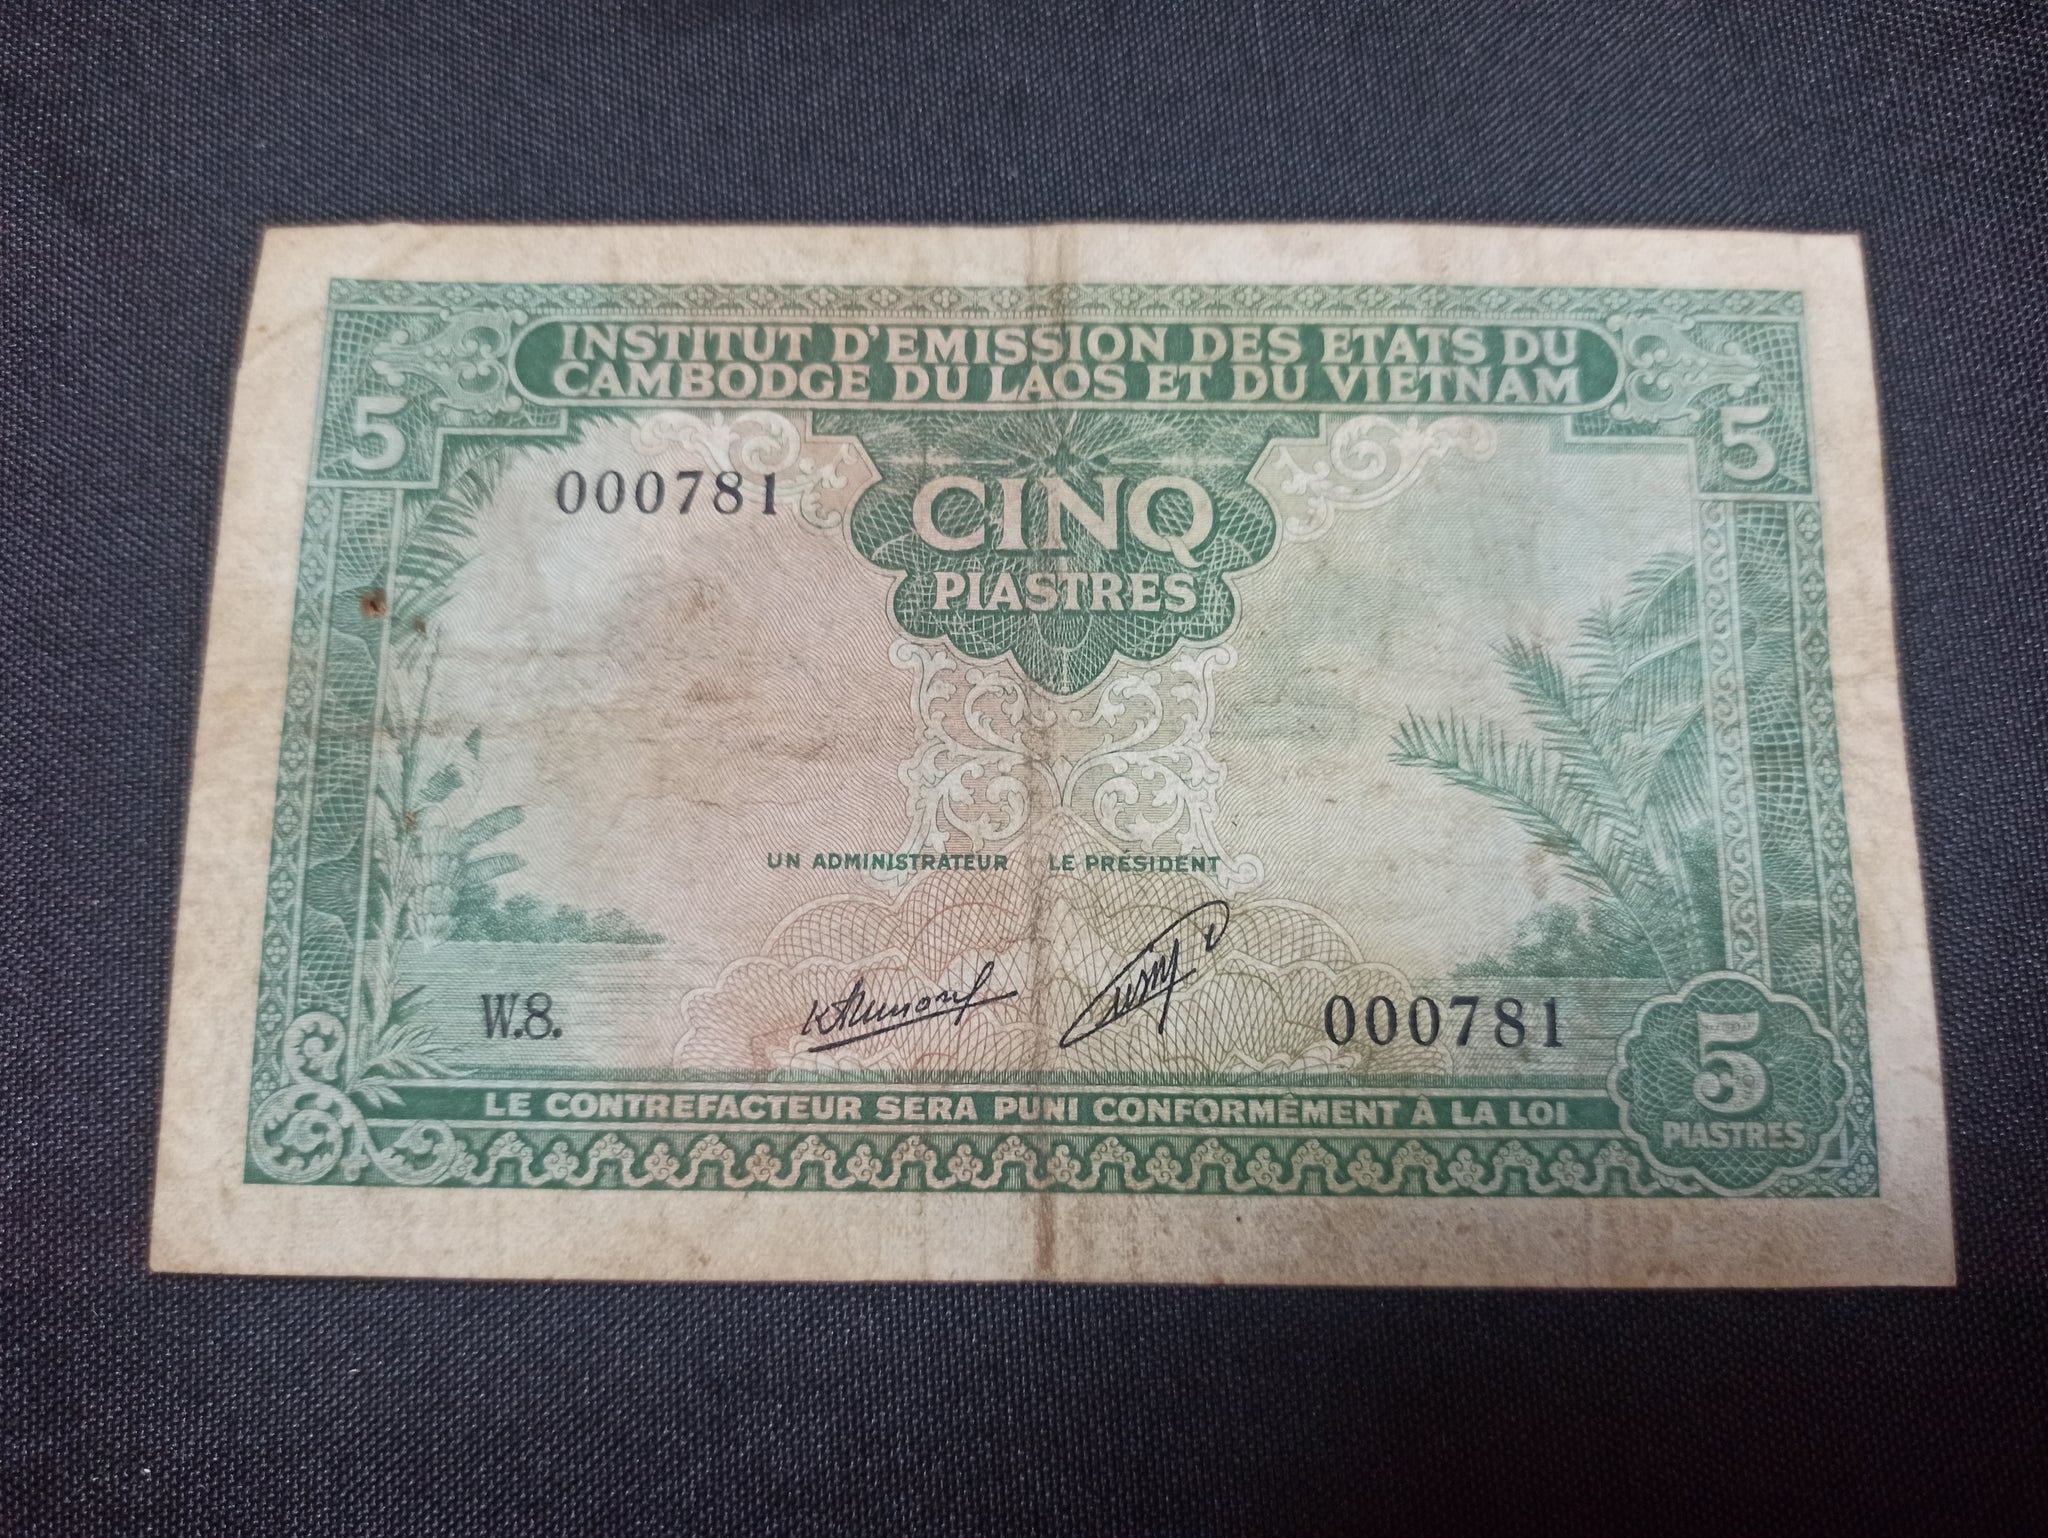 INSTITUT D'EMISSION DES ETATS DU
CAMBODGE DU LAOS ET DU VIETNAM
5
5
000781
CINQ
PIASTRES
UN ADMINISTRATEUR
LE PRÉSIDENT
W.8.
000781
5
PIASTRES
LE CONTREFACTEUR SERA PUNI CONFORMÉMENT À LA LOI